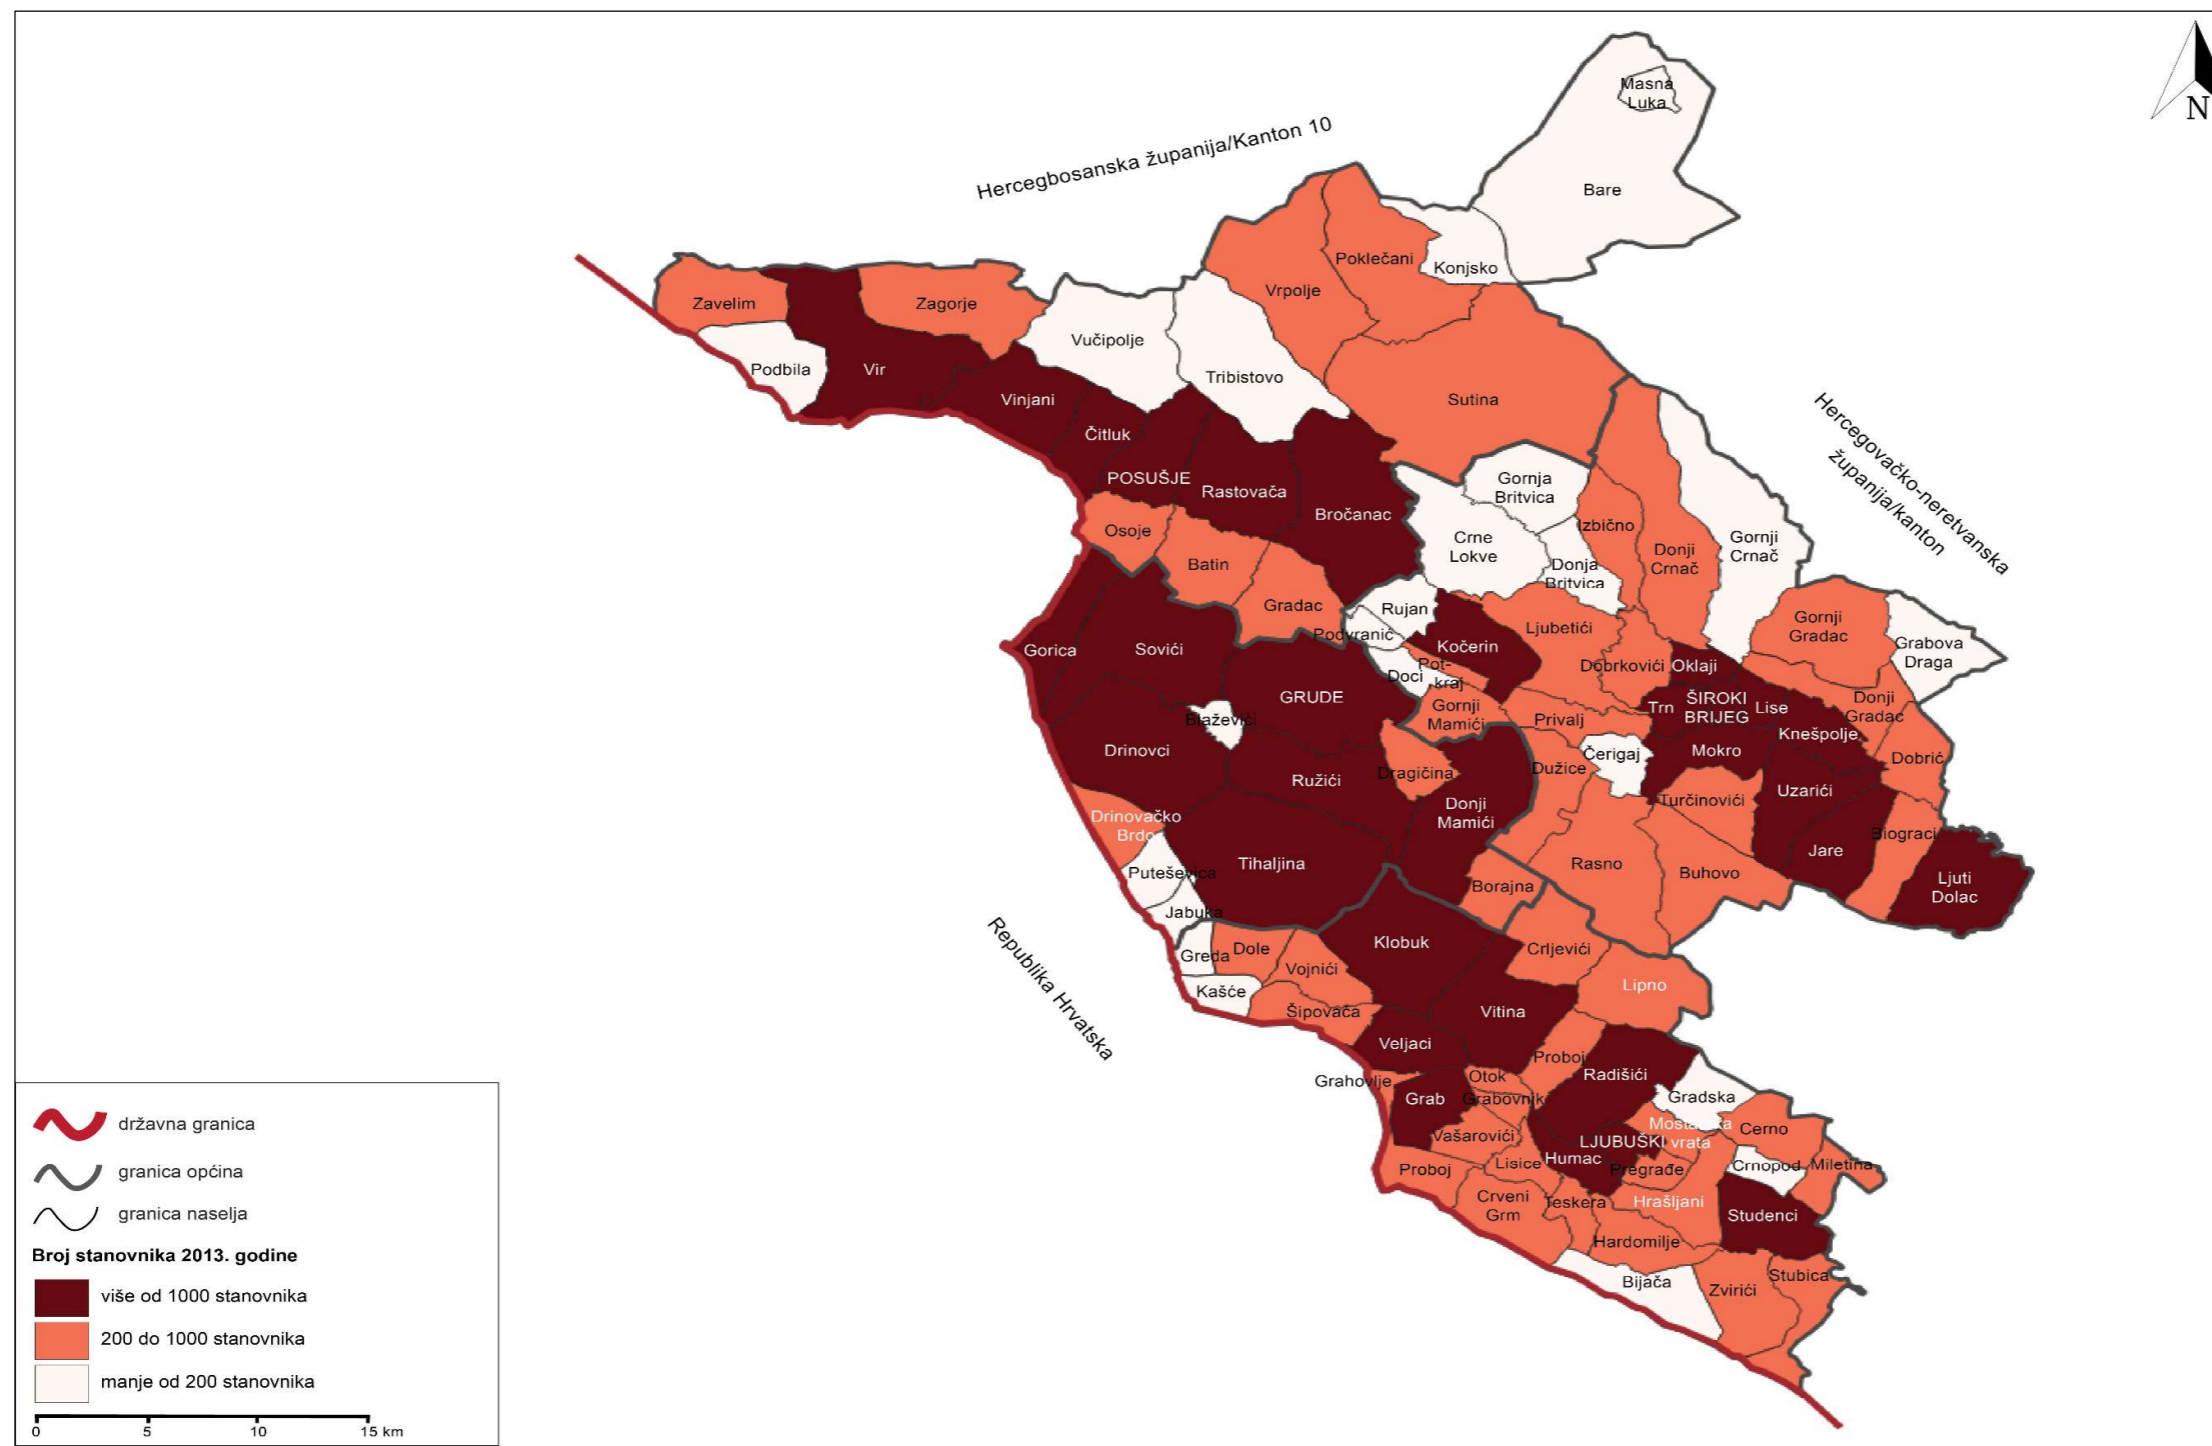 N
Hercegbosanska županija/Kanton 10
Hercegovačko-neretvanska
županija/kanton
Republika Hrvatska
Masna
Luka
Bare
Konjsko
Poklečani
Vrpolje
Zavelim
Zagorje
Vučipolje
Podbila
Vir
Tribistovo
Vinjani
Sutina
Čitluk
POSUŠJE
Rastovača
Bročanac
Gornja
Britvica
Crne
Lokve
Izbično
Donja
Britvica
Donji
Crnač
Gornji
Crnač
Osoje
Batin
Gradac
Rujan
Podvranić
Kočerin
Ljubetići
Gornji
Gradac
Grabova
Draga
Gorica
Sovići
Doci
Pot-
kraj
Dobrkovići
Oklaji
GRUDE
Gornji
Mamići
Privalj
Trn
ŠIROKI
BRIJEG
Lise
Donji
Gradac
Blaževići
Knešpolje
Drinovci
Čerigaj
Mokro
Dobrić
Ružići
Dragičina
Dužice
Donji
Mamići
Turčinovići
Uzarići
Drinovačko
Brdo
Biograci
Tihaljina
Rasno
Buhovo
Jare
Puteševica
Borajna
Ljuti
Dolac
Jabuka
Klobuk
Crljevići
Greda
Dole
Vojnići
Kašće
Šipovača
Vitina
Lipno
Veljaci
Proboj
Radišići
Grahovlje
Otok
Grab
Grabovnik
Gradska
Vašarovići
LJUBUŠKI
vrata
Cerno
Proboj
Lisice
Humac
Pregrađe
Crnopod
Miletina
Crveni
Grm
Teskera
Hrašljani
Studenci
Hardomilje
Bijača
Zvirići
Stubica
državna granica
granica općina
granica naselja
Broj stanovnika 2013. godine
više od 1000 stanovnika
200 do 1000 stanovnika
manje od 200 stanovnika
0 5 10 15 km